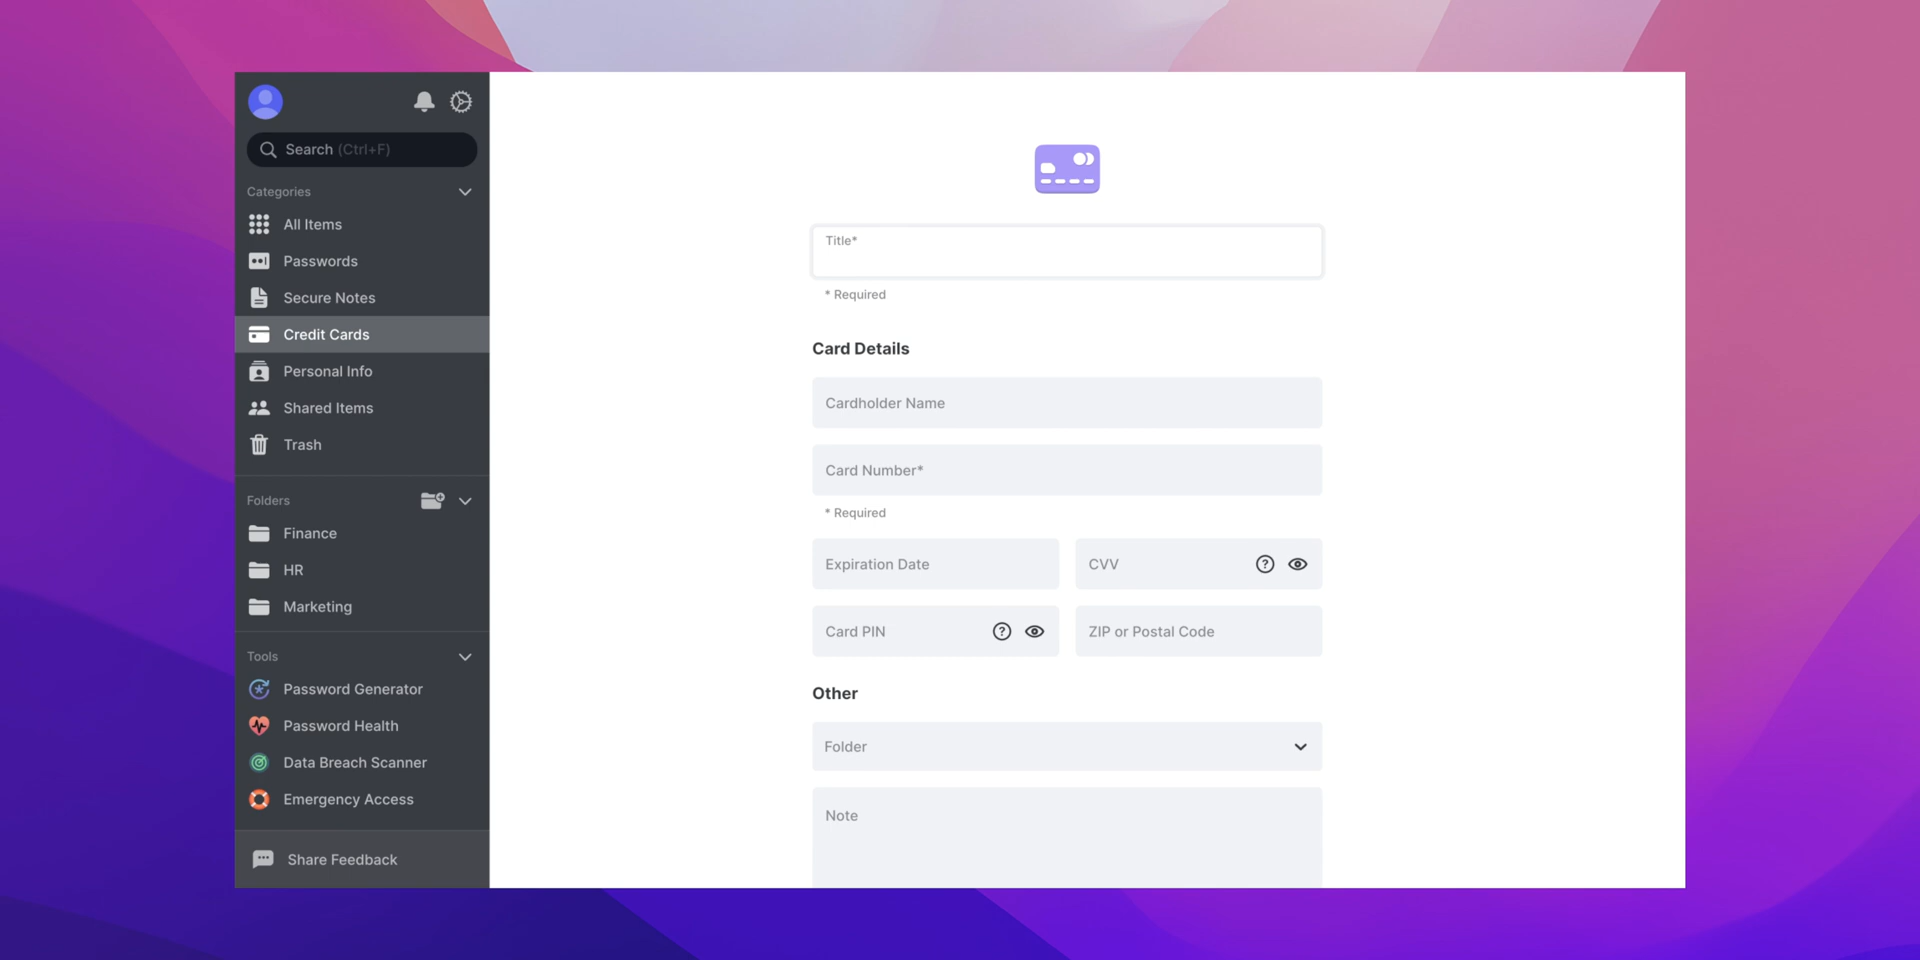 Search (Ctrl+F)
Categories
All Items
Passwords
Secure Notes
Credit Cards
Personal Info
Shared Items
Trash
Folders
Finance
HR
Marketing
Tools
Password Generator
Password Health
Data Breach Scanner
Emergency Access
Share Feedback
Title*
* Required
Card Details
Cardholder Name
Card Number*
* Required
Expiration Date
CVV
Card PIN
ZIP or Postal Code
Other
Folder
Note